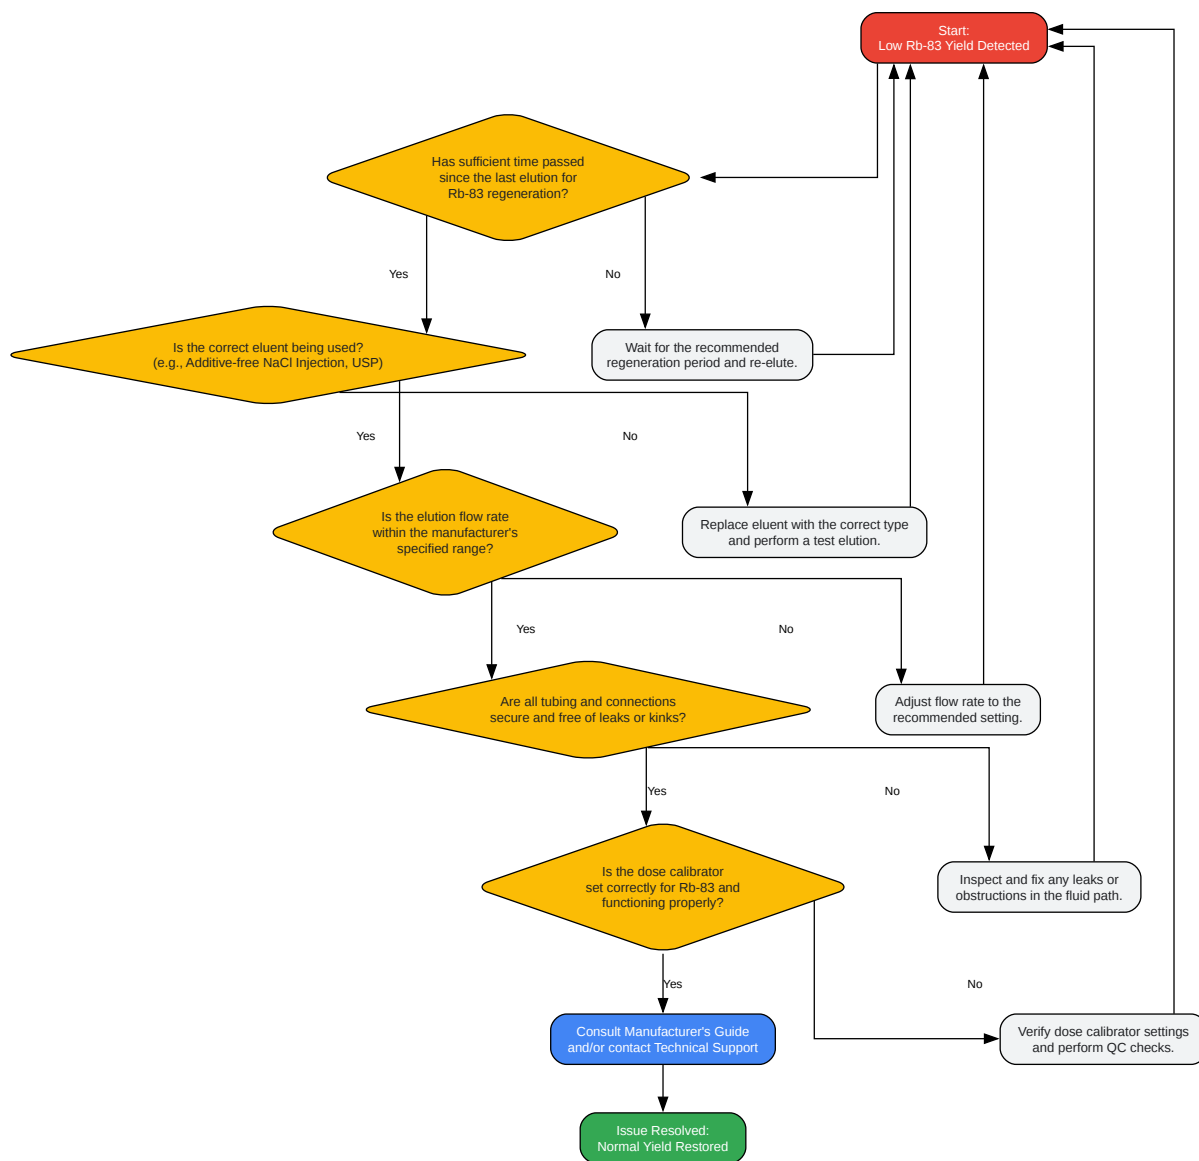 Start:
Low Rb-83 Yield Detected
Has sufficient time passed
since the last elution for
Rb-83 regeneration?
Yes
No
Is the correct eluent being used?
(e.g., Additive-free NaCl Injection, USP)
Wait for the recommended
regeneration period and re-elute.
Yes
No
Is the elution flow rate
within the manufacturer's
specified range?
Replace eluent with the correct type
and perform a test elution.
Yes
No
Are all tubing and connections
secure and free of leaks or kinks?
Adjust flow rate to the
recommended setting.
Yes
No
Is the dose calibrator
set correctly for Rb-83 and
functioning properly?
Inspect and fix any leaks or
obstructions in the fluid path.
Yes
No
Consult Manufacturer's Guide
and/or contact Technical Support
Verify dose calibrator settings
and perform QC checks.
Issue Resolved:
Normal Yield Restored